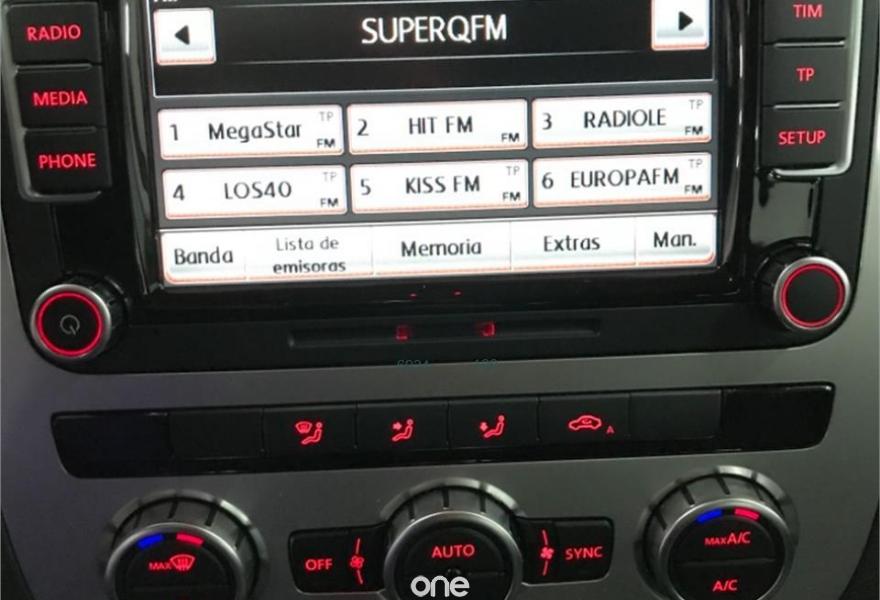 RADIO
SUPERQFM
TIM
MEDIA
TP
PHONE
SETUP
1 MegaStar TP FM
2 HIT FM FM
3 RADIOLE TP FM
4 LOS40 TP FM
5 KISS FM TP FM
6 EUROPAFM TP FM
Banda
Lista de
emisoras
Memoria
Extras
Man.
A
MAX
OFF
AUTO
SYNC
MAX A/C
A/C
one